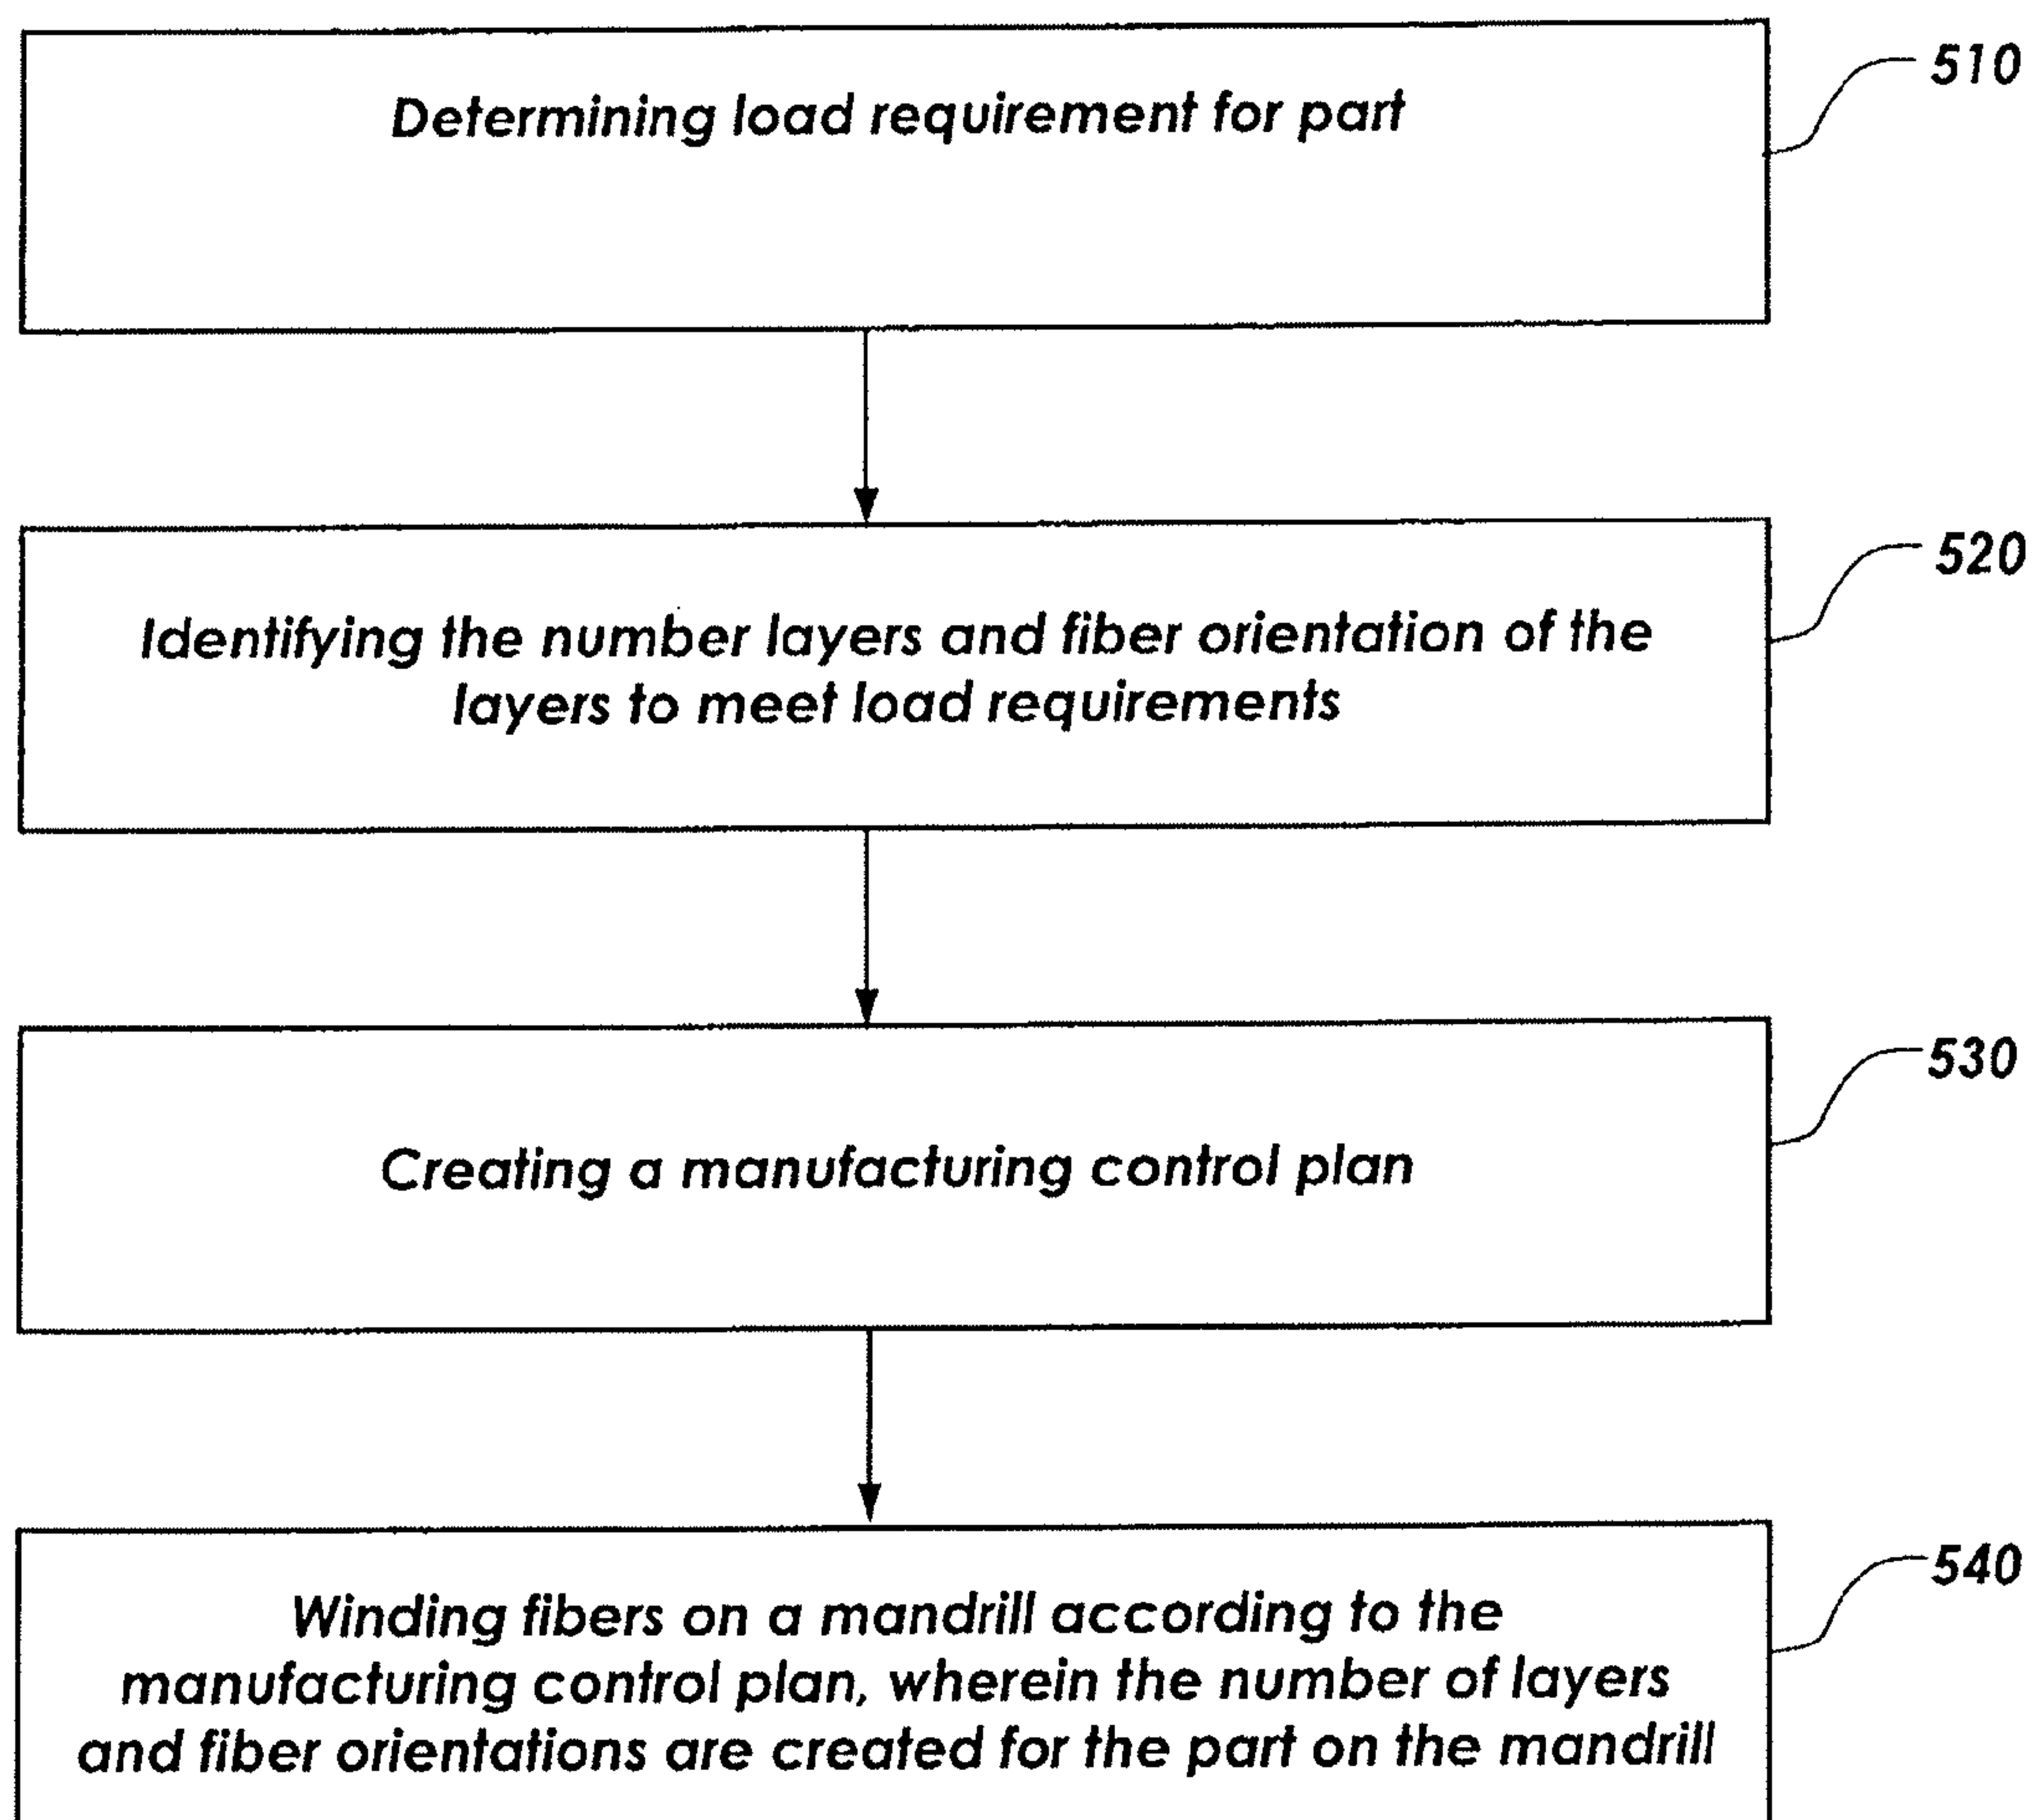 Determining load requirement for part
510
Identifying the number layers and fiber orientation of the
layers to meet load requirements
520
Creating a manufacturing control plan
530
Winding fibers on a mandrill according to the
manufacturing control plan, wherein the number of layers
and fiber orientations are created for the part on the mandrill
540